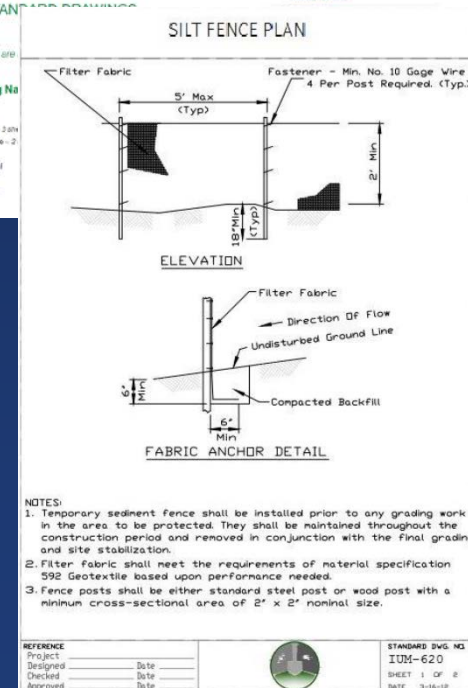 SILT FENCE PLAN
Filter Fabric
Fastener - Min. No. 10 Gage Wire
4 Per Post Required. (Typ.)
5' Max
(Typ)
2' Min
18" Min
(Typ)
ELEVATION
Filter Fabric
Direction Of Flow
Undisturbed Ground Line
6"
Min
Compacted Backfill
6"
Min
FABRIC ANCHOR DETAIL
NOTES:
1. Temporary sediment fence shall be installed prior to any grading work
in the area to be protected. They shall be maintained throughout the
construction period and removed in conjunction with the final gradin
and site stabilization.
2. Filter fabric shall meet the requirements of material specification
592 Geotextile based upon performance needed.
3. Fence posts shall be either standard steel post or wood post with a
minimum cross-sectional area of 2" x 2" nominal size.
REFERENCE
Project
Designed Date
Checked Date
Approved Date
STANDARD DWG. NO.
IUM-620
SHEET 1 OF 2
DATE 3-16-12